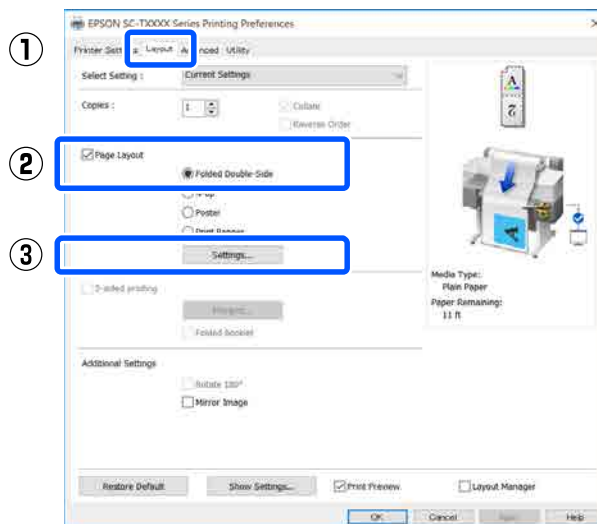 EPSON SC-TXXXX Series Printing Preferences
①
Layout
Utility
Select Setting :
Current Settings
Copies :
1
Collate
Reverse Order
②
Page Layout
Folded Double-Side
N-up
Poster
Print Banner
③
Settings...
2-sided printing
Folded Booklet
Media Type:
Plain Paper
Paper Remaining:
11 ft
Additional Settings
Rotate 180°
Mirror Image
Restore Default
Show Settings...
Print Preview
Layout Manager
OK
Cancel
Help